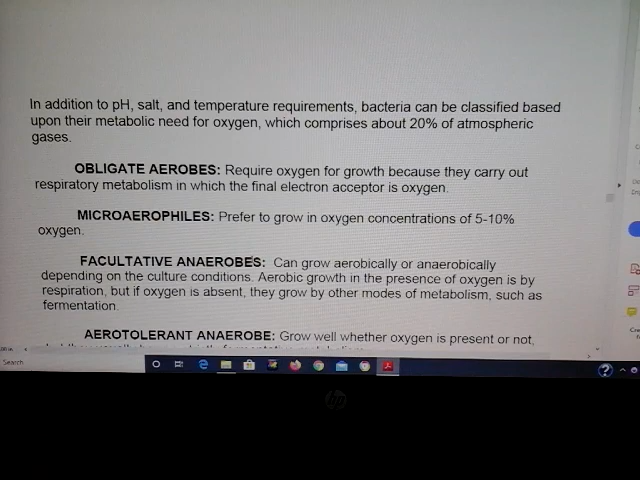 In addition to pH, salt, and temperature requirements, bacteria can be classified based
upon their metabolic need for oxygen, which comprises about 20% of atmospheric
gases.
OBLIGATE AEROBES: Require oxygen for growth because they carry out
respiratory metabolism in which the final electron acceptor is oxygen.
MICROAEROPHILES: Prefer to grow in oxygen concentrations of 5-10%
oxygen.
FACULTATIVE ANAEROBES: Can grow aerobically or anaerobically
depending on the culture conditions. Aerobic growth in the presence of oxygen is by
respiration, but if oxygen is absent, they grow by other modes of metabolism, such as
fermentation.
AEROTOLERANT ANAEROBE: Grow well whether oxygen is present or not,
Search
hp